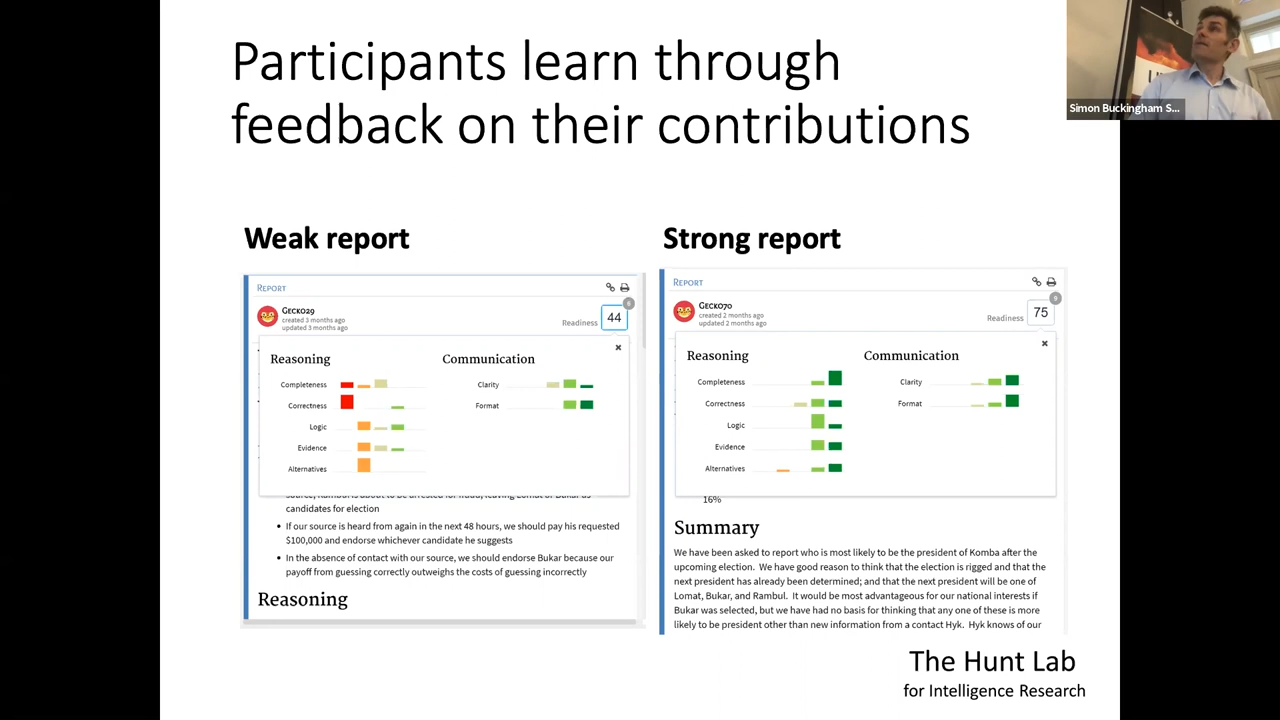 Participants learn through
feedback on their contributions
Simon Buckingham S...
Weak report
REPORT
GECKO29
created 3 months ago
updated 3 months ago
Readiness
44
6
Reasoning
Communication
Completeness
Correctness
Logic
Evidence
Alternatives
Clarity
Format
candidates for election
• If our source is heard from again in the next 48 hours, we should pay his requested
$100,000 and endorse whichever candidate he suggests
• In the absence of contact with our source, we should endorse Bukar because our
payoff from guessing correctly outweighs the costs of guessing incorrectly
Reasoning
Strong report
REPORT
GECKO70
created 2 months ago
updated 2 months ago
Readiness
75
9
Reasoning
Communication
Completeness
Correctness
Logic
Evidence
Alternatives
Clarity
Format
16%
Summary
We have been asked to report who is most likely to be the president of Komba after the
upcoming election. We have good reason to think that the election is rigged and that the
next president has already been determined; and that the next president will be one of
Lomat, Bukar, and Rambul. It would be most advantageous for our national interests if
Bukar was selected, but we have had no basis for thinking that any one of these is more
likely to be president other than new information from a contact Hyk. Hyk knows of our
The Hunt Lab
for Intelligence Research